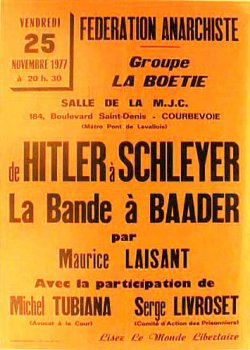 VENDREDI
25
NOVEMBRE 1977
à 20 h. 30
FEDERATION ANARCHISTE
Groupe
LA BOETIE
SALLE DE LA M.J.C.
184, Boulevard Saint-Denis - COURBEVOIE
(Métro Pont de Levallois)
de HITLER à SCHLEYER
La Bande à BAADER
par
Maurice LAISANT
Avec la participation de
Michel TUBIANA Serge LIVROSET
(Avocat à la Cour) (Comité d'Action des Prisonniers)
Lisez Le Monde Libertaire